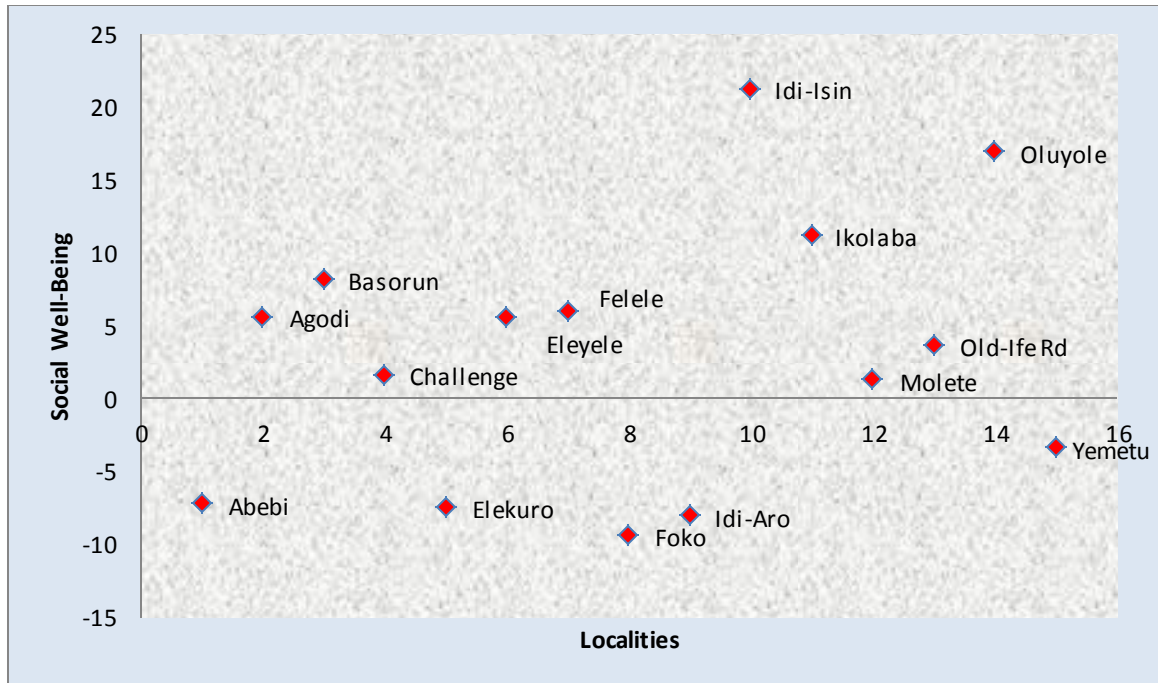 25
20
15
10
5
0
-5
-10
-15
Social Well-Being
Idi-Isin
Oluyole
Ikolaba
Basorun
Agodi
Felele
Eleyele
Challenge
Old-Ife Rd
Molete
0 2 4 6 8 10 12 14 16
Yemetu
Abebi
Elekuro
Idi-Aro
Foko
Localities